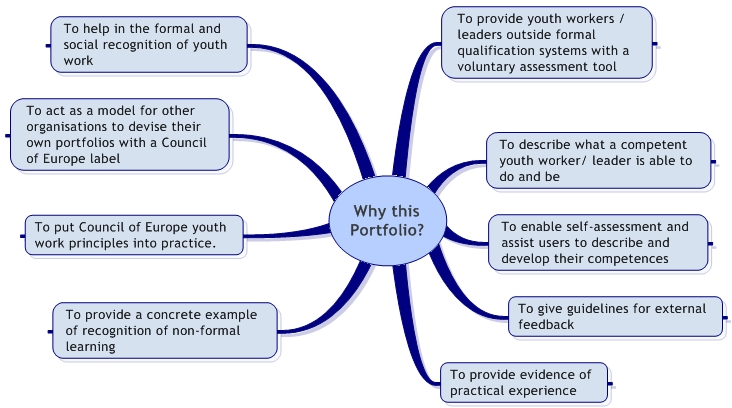 To help in the formal and
social recognition of youth
work
To act as a model for other
organisations to devise their
own portfolios with a Council
of Europe label
To put Council of Europe youth
work principles into practice.
To provide a concrete example
of recognition of non-formal
learning
Why this
Portfolio?
To provide youth workers /
leaders outside formal
qualification systems with a
voluntary assessment tool
To describe what a competent
youth worker/ leader is able to
do and be
To enable self-assessment and
assist users to describe and
develop their competences
To give guidelines for external
feedback
To provide evidence of
practical experience